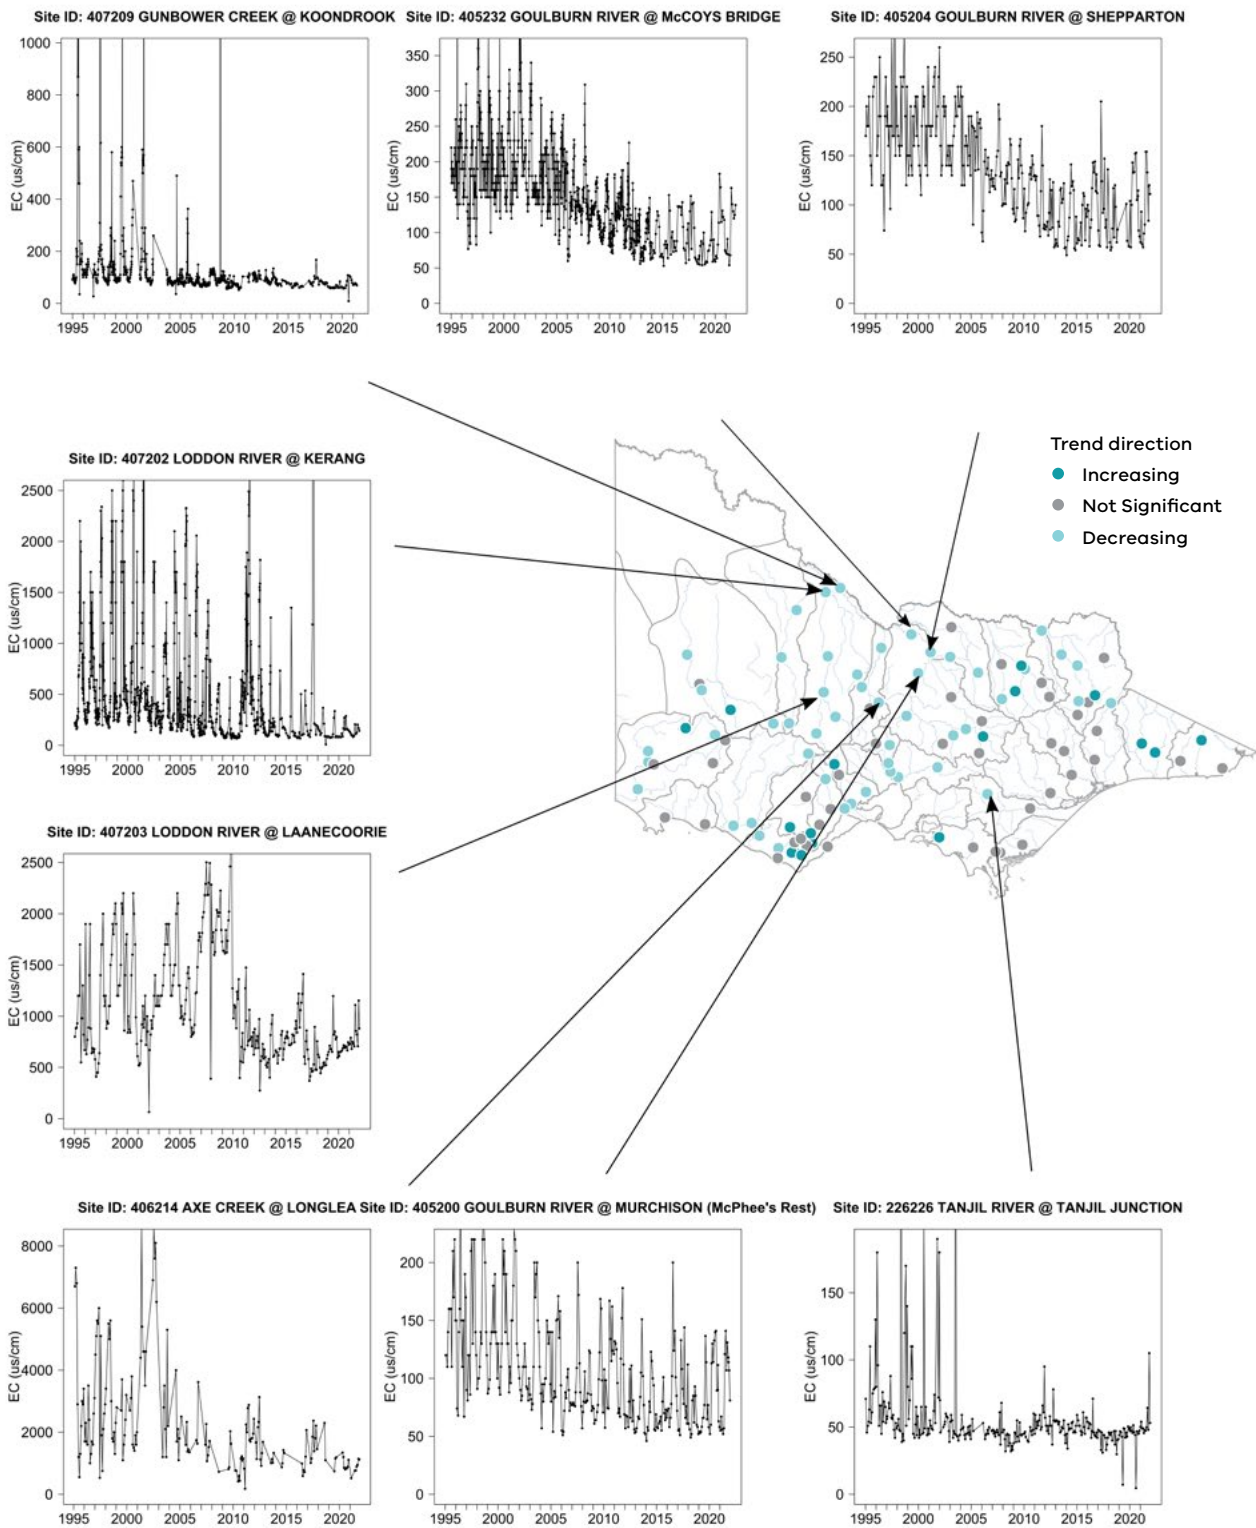 Site ID: 407209 GUNBOWER CREEK @ KOONDROOK
EC (us/cm)
1000
800
600
400
200
0
1995 2000 2005 2010 2015 2020
Site ID: 405232 GOULBURN RIVER @ McCOYS BRIDGE
EC (us/cm)
350
300
250
200
150
100
50
0
1995 2000 2005 2010 2015 2020
Site ID: 405204 GOULBURN RIVER @ SHEPPARTON
EC (us/cm)
250
200
150
100
50
0
1995 2000 2005 2010 2015 2020
Trend direction
Increasing
Not Significant
Decreasing
Site ID: 407202 LODDON RIVER @ KERANG
EC (us/cm)
2500
2000
1500
1000
500
0
1995 2000 2005 2010 2015 2020
Site ID: 407203 LODDON RIVER @ LAANECOORIE
EC (us/cm)
2500
2000
1500
1000
500
0
1995 2000 2005 2010 2015 2020
Site ID: 406214 AXE CREEK @ LONGLEA
EC (us/cm)
8000
6000
4000
2000
0
1995 2000 2005 2010 2015 2020
Site ID: 405200 GOULBURN RIVER @ MURCHISON (McPhee's Rest)
EC (us/cm)
200
150
100
50
0
1995 2000 2005 2010 2015 2020
Site ID: 226226 TANJIL RIVER @ TANJIL JUNCTION
EC (us/cm)
150
100
50
0
1995 2000 2005 2010 2015 2020